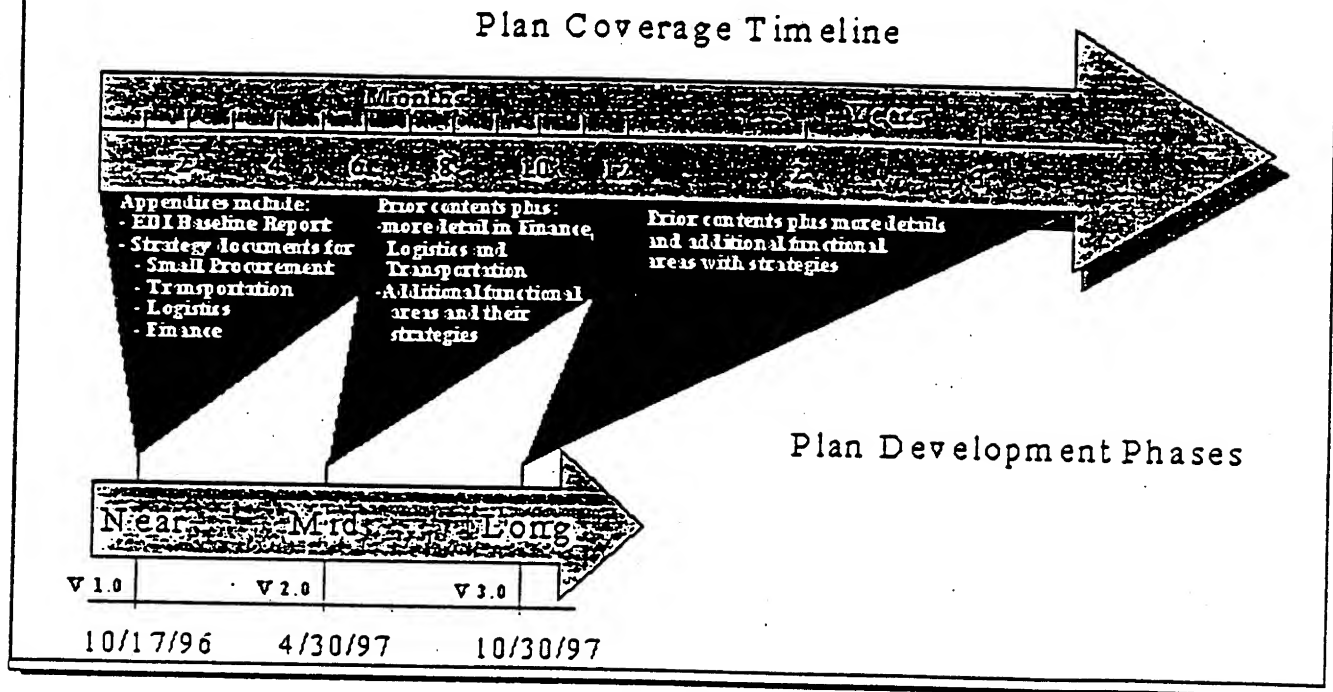 Plan Coverage Timeline
Months
Years
2 4 6 8 10 12 2
Appendices include:
- EDI Baseline Report
- Strategy documents for
- Small Procurement
- Transportation
- Logistics
- Finance
Prior contents plus:
-more detail in Finance,
Logistics and
Transportation
-Additional functional
areas and their
strategies
Prior contents plus more details
and additional functional
areas with strategies
Plan Development Phases
Near Mid Long
V 1.0 V 2.0 V 3.0
10/17/96 4/30/97 10/30/97